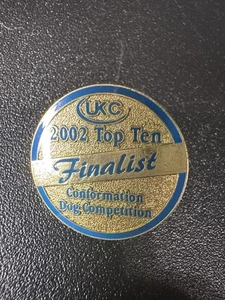 UKC
2002 Top Ten
Finalist
Conformation
Dog Competition